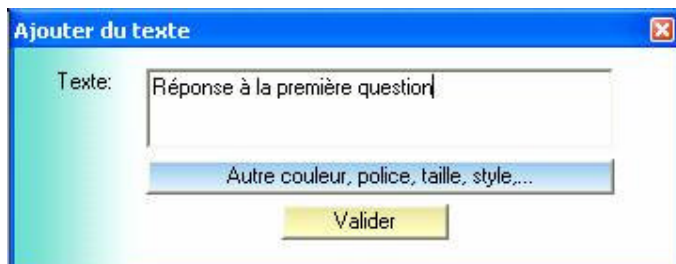 Ajouter du texte
Texte:
Réponse à la première question
Autre couleur, police, taille, style,...
Valider